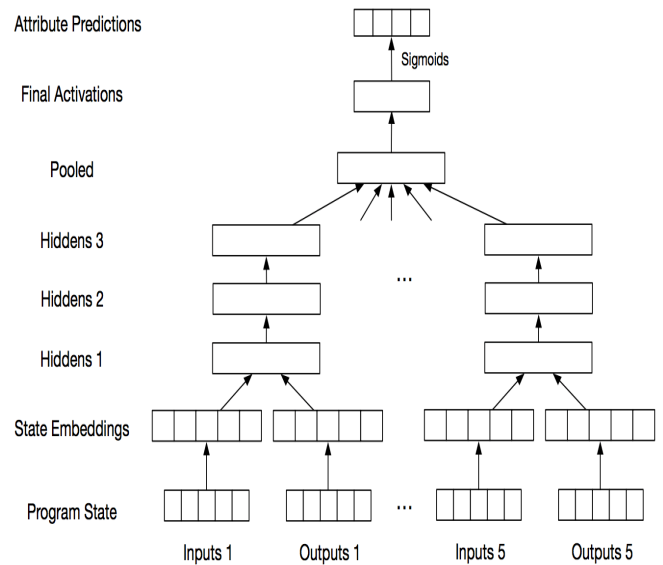 Attribute Predictions
Sigmoids
Final Activations
Pooled
Hiddens 3
...
Hiddens 2
Hiddens 1
State Embeddings
Program State
...
Inputs 1 Outputs 1 Inputs 5 Outputs 5